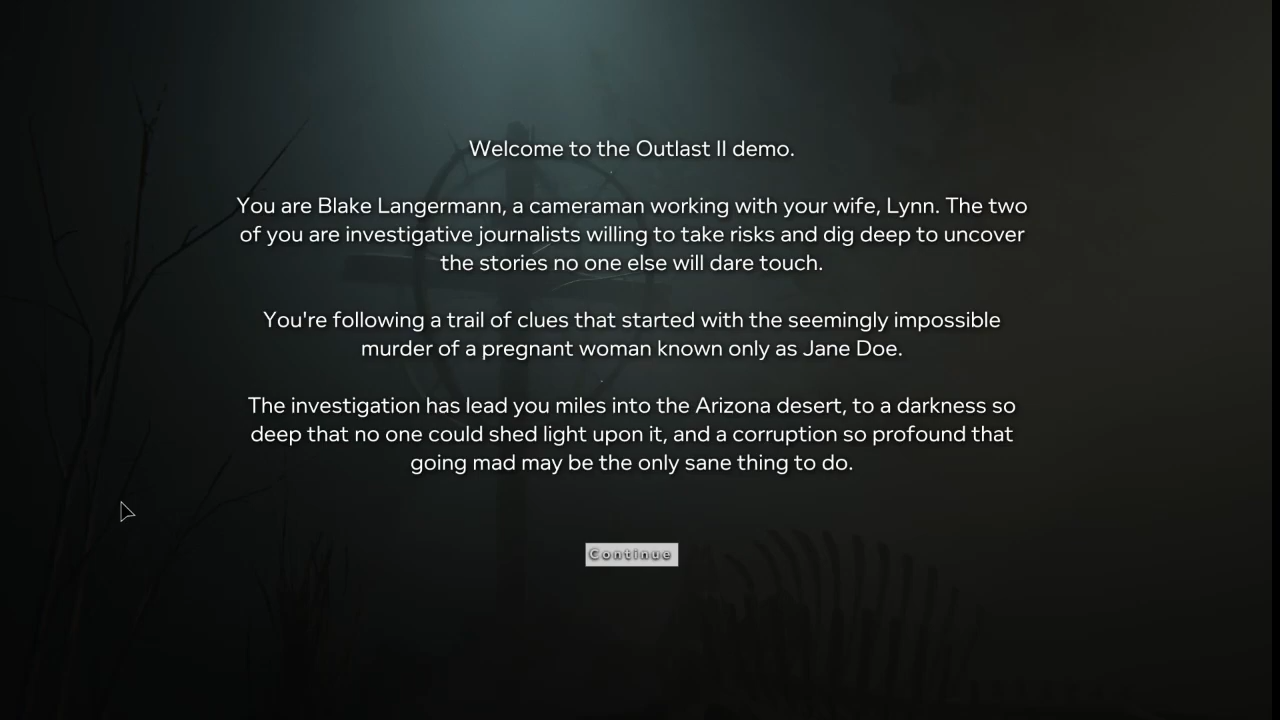 Welcome to the Outlast II demo.
You are Blake Langermann, a cameraman working with your wife, Lynn. The two
of you are investigative journalists willing to take risks and dig deep to uncover
the stories no one else will dare touch.
You're following a trail of clues that started with the seemingly impossible
murder of a pregnant woman known only as Jane Doe.
The investigation has lead you miles into the Arizona desert, to a darkness so
deep that no one could shed light upon it, and a corruption so profound that
going mad may be the only sane thing to do.
Continue